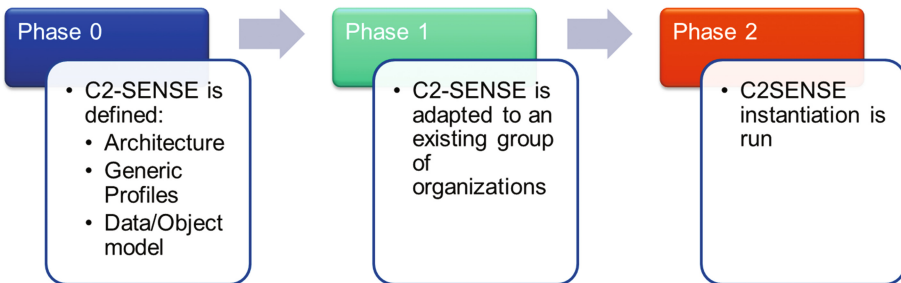 Phase 0
• C2-SENSE is
defined:
• Architecture
• Generic
Profiles
• Data/Object
model
Phase 1
• C2-SENSE is
adapted to an
existing group
of
organizations
Phase 2
• C2SENSE
instantiation is
run